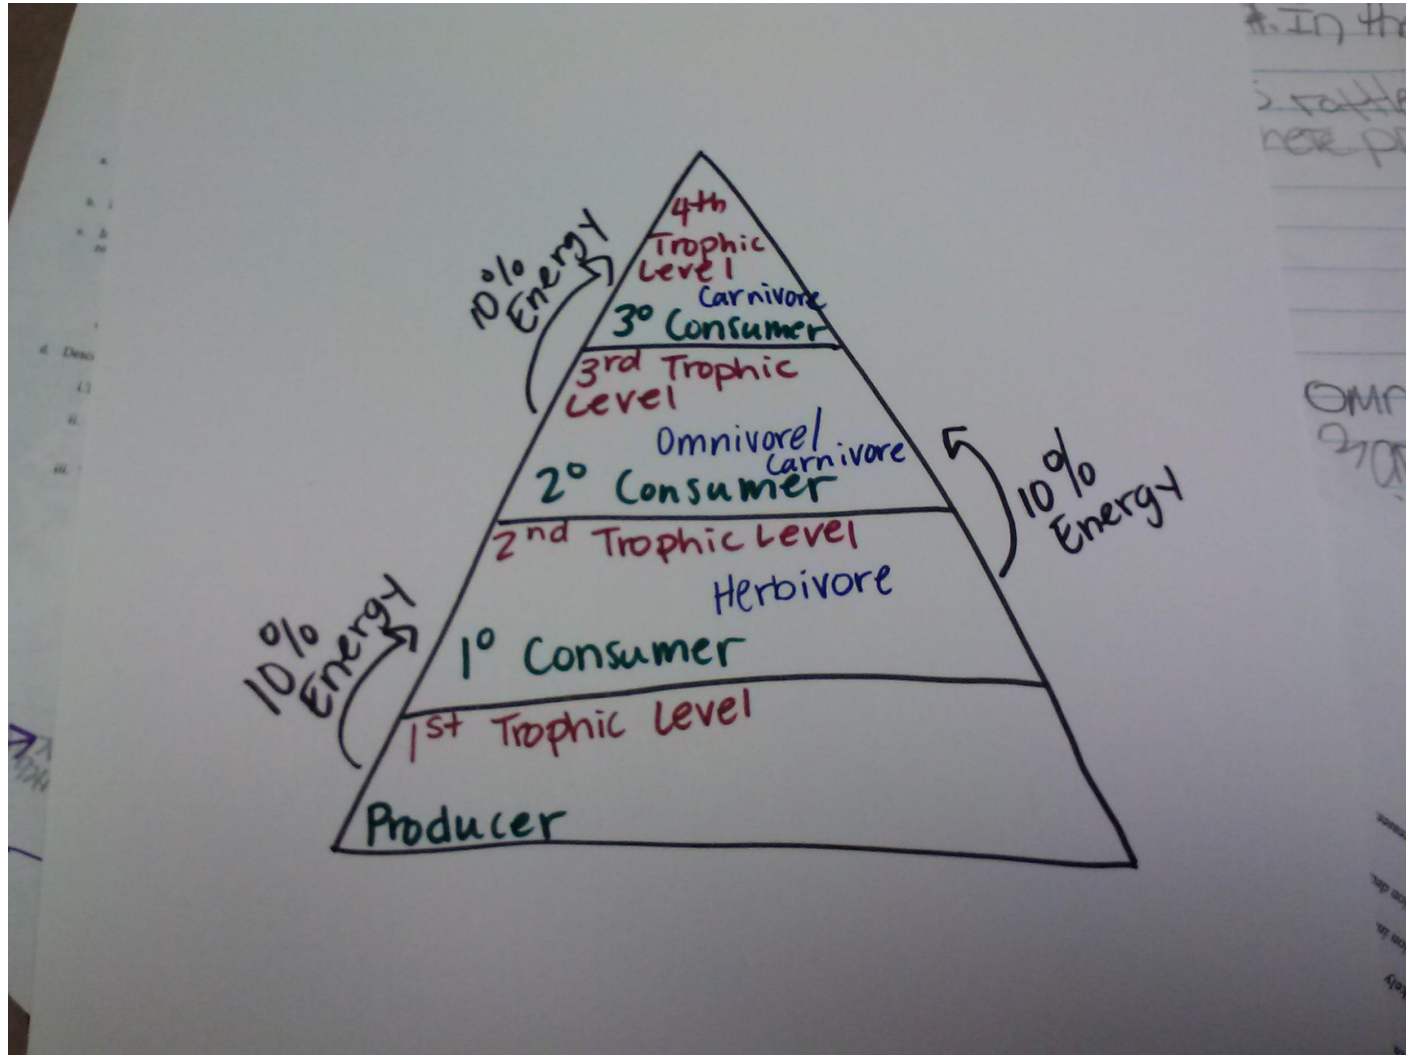 4th
Trophic
Level
Carnivore
3° Consumer
10%
Energy
3rd Trophic
Level
Omnivore/
Carnivore
2° Consumer
10%
Energy
2nd Trophic Level
Herbivore
1° Consumer
10%
Energy
1st Trophic Level
Producer
In th